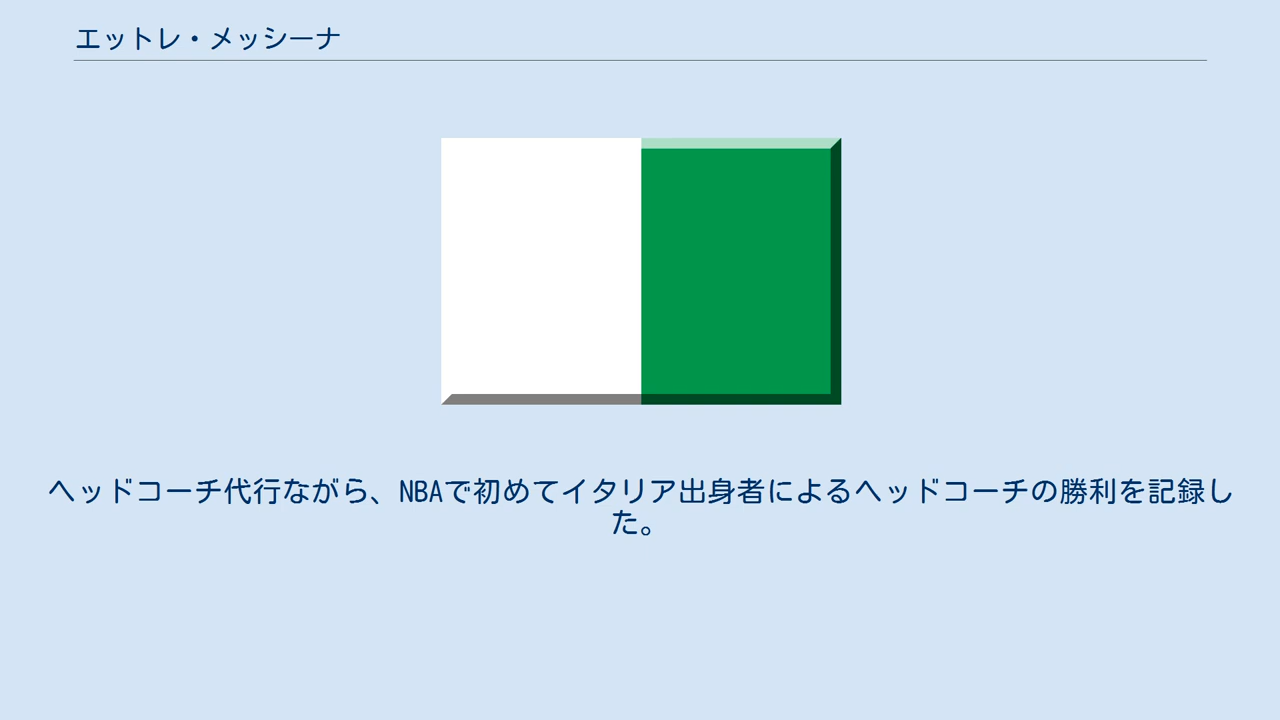 エットレ・メッシーナ
ヘッドコーチ代行ながら、NBAで初めてイタリア出身者によるヘッドコーチの勝利を記録し
た。